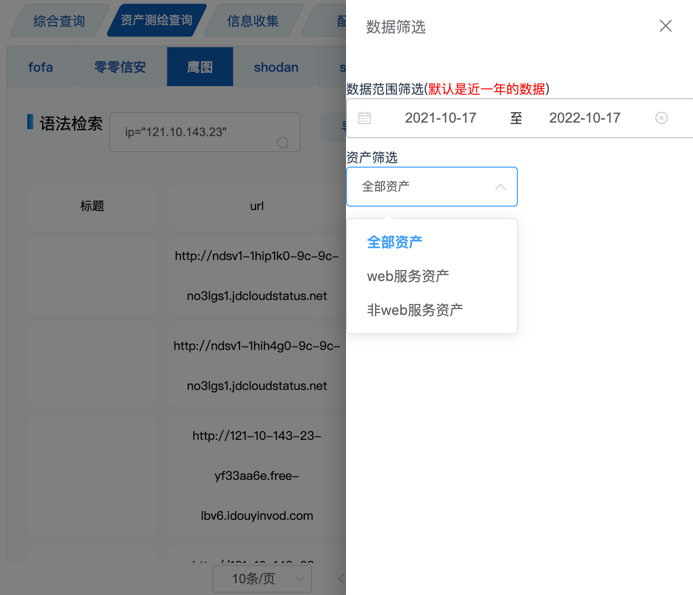 综合查询
资产测绘查询
信息收集
配
fofa
零零信安
鹰图
shodan
s
语法检索
ip="121.10.143.23"
标题
url
http://ndsv1-1hip1k0-9c-9c-
no3lgs1.jdcloudstatus.net
http://ndsv1-1hih4g0-9c-9c-
no3lgs1.jdcloudstatus.net
http://121-10-143-23-
yf33aa6e.free-
lbv6.idouyinvod.com
10条/页
数据筛选
数据范围筛选(默认是近一年的数据)
2021-10-17 至 2022-10-17
资产筛选
全部资产
全部资产
web服务资产
非web服务资产